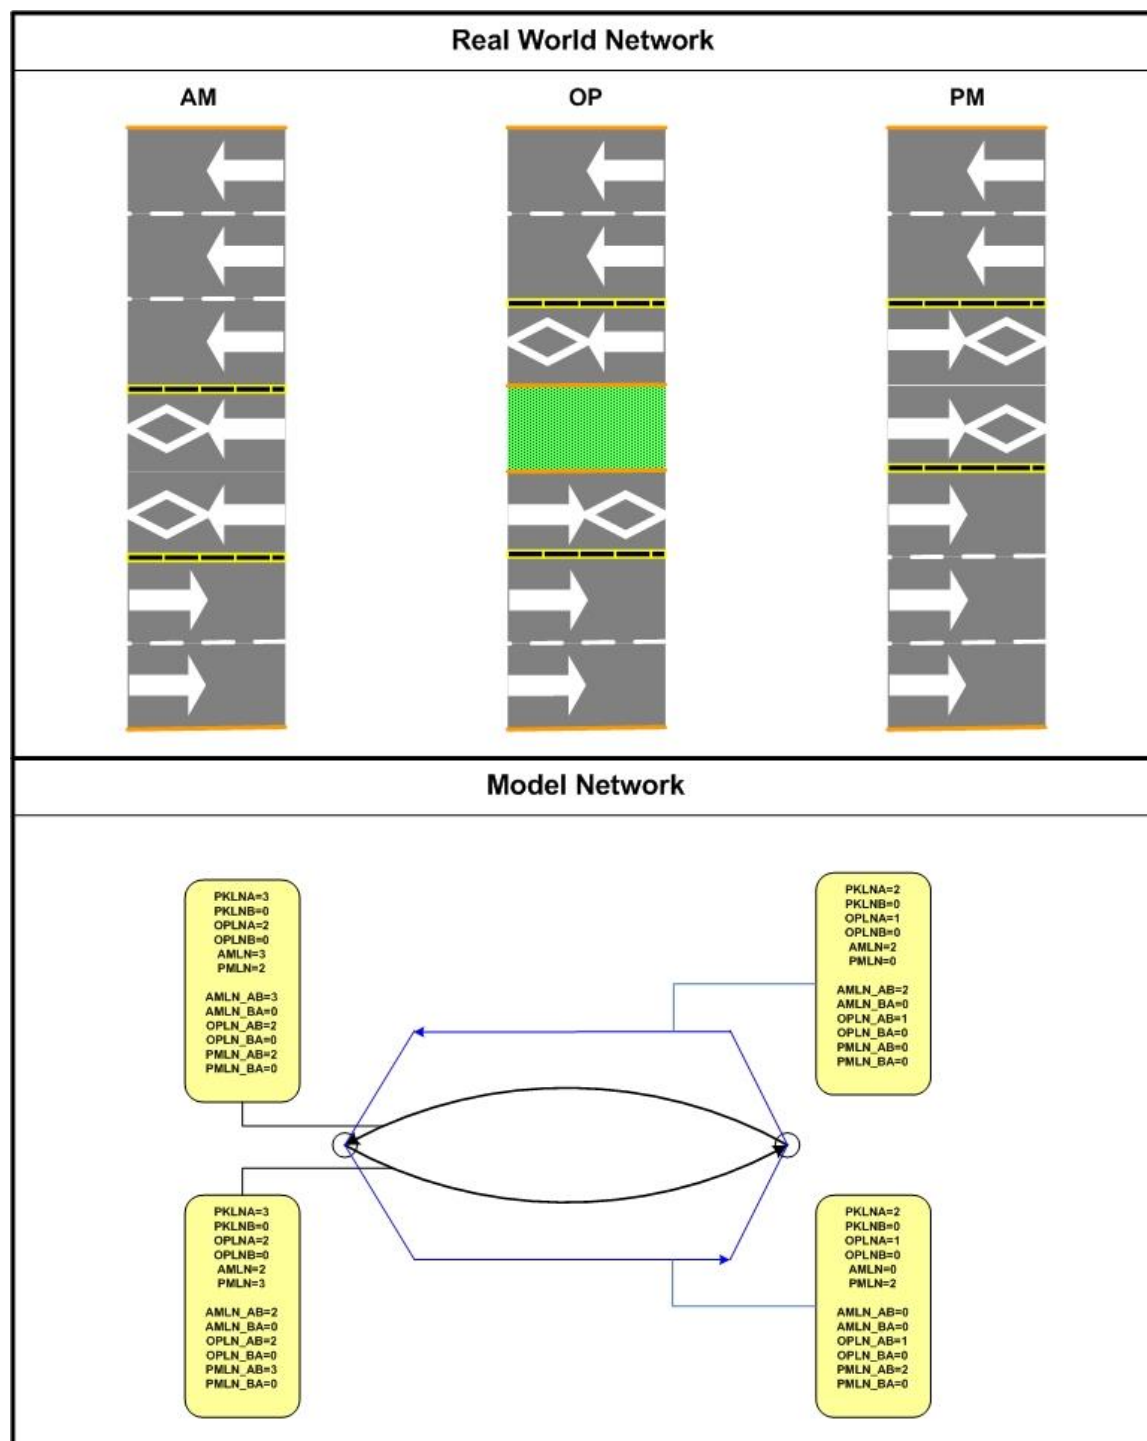 Real World Network
AM
OP
PM
Model Network
PKLNA=3
PKLNB=0
OPLNA=2
OPLNB=0
AMLN=3
PMLN=2
AMLN_AB=3
AMLN_BA=0
OPLN_AB=2
OPLN_BA=0
PMLN_AB=2
PMLN_BA=0
PKLNA=2
PKLNB=0
OPLNA=1
OPLNB=0
AMLN=2
PMLN=0
AMLN_AB=2
AMLN_BA=0
OPLN_AB=1
OPLN_BA=0
PMLN_AB=0
PMLN_BA=0
PKLNA=3
PKLNB=0
OPLNA=2
OPLNB=0
AMLN=2
PMLN=3
AMLN_AB=2
AMLN_BA=0
OPLN_AB=2
OPLN_BA=0
PMLN_AB=3
PMLN_BA=0
PKLNA=2
PKLNB=0
OPLNA=1
OPLNB=0
AMLN=0
PMLN=2
AMLN_AB=0
AMLN_BA=0
OPLN_AB=1
OPLN_BA=0
PMLN_AB=2
PMLN_BA=0